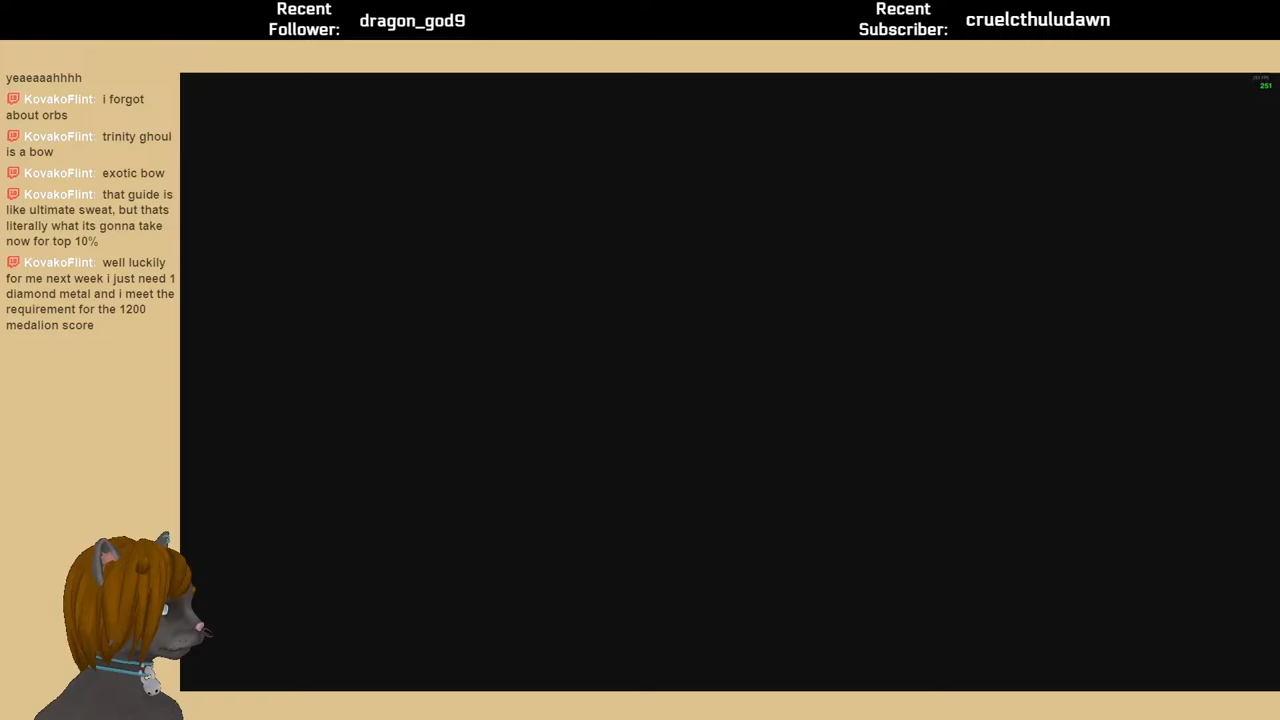 Recent
Follower:
dragon_god9
Recent
Subscriber:
cruelcthuludawn
yeaeaaahhhh
KovakoFlint: i forgot
about orbs
KovakoFlint: trinity ghoul
is a bow
KovakoFlint: exotic bow
KovakoFlint: that guide is
like ultimate sweat, but thats
literally what its gonna take
now for top 10%
KovakoFlint: well luckily
for me next week i just need 1
diamond metal and i meet the
requirement for the 1200
medalion score
251